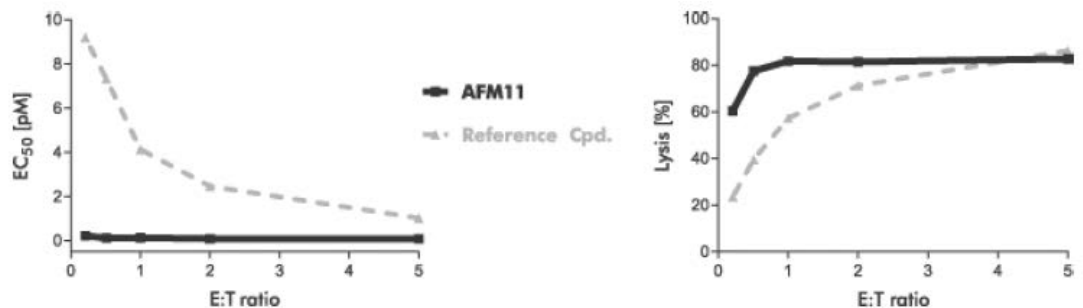 10
8
6
4
2
0
EC50 [pM]
0 1 2 3 4 5
E:T ratio
AFM11
Reference Cpd.
100
80
60
40
20
0
Lysis [%]
0 1 2 3 4 5
E:T ratio